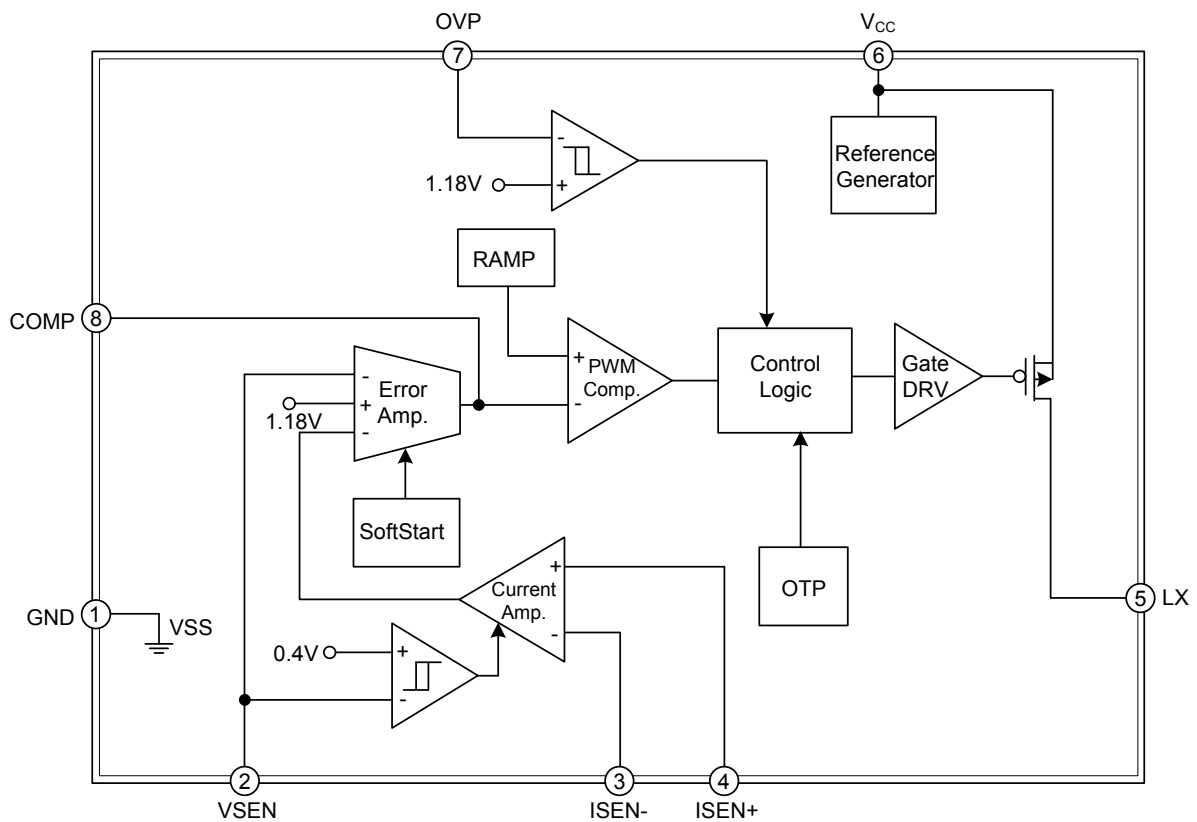 OVP
VCC
7
6
-
+
1.18V
Reference
Generator
RAMP
COMP
8
+
-
PWM
Comp.
Control
Logic
Gate
DRV
-
+
-
1.18V
Error
Amp.
SoftStart
OTP
Current
Amp.
+
-
GND
1
VSS
5
LX
0.4V
+
-
2
3
4
VSEN
ISEN-
ISEN+